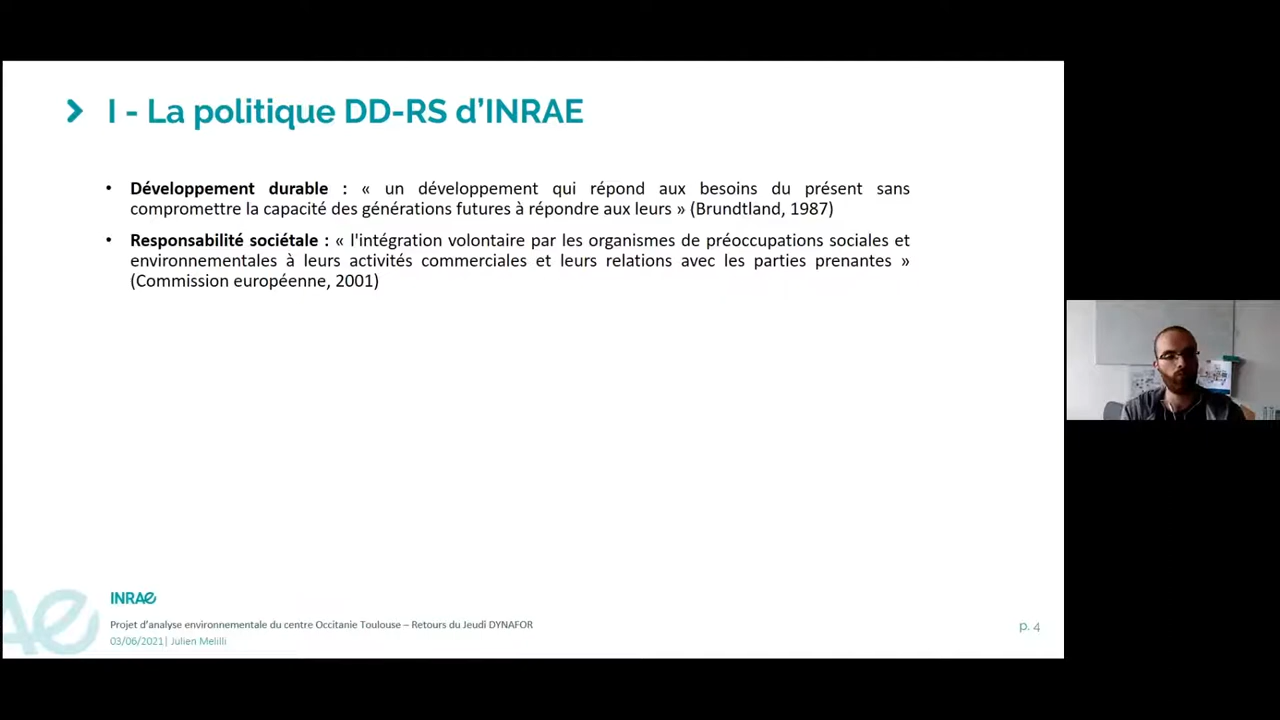 I - La politique DD-RS d’INRAE
• Développement durable : « un développement qui répond aux besoins du présent sans
compromettre la capacité des générations futures à répondre aux leurs » (Brundtland, 1987)
• Responsabilité sociétale : « l'intégration volontaire par les organismes de préoccupations sociales et
environnementales à leurs activités commerciales et leurs relations avec les parties prenantes »
(Commission européenne, 2001)
INRAE
Projet d’analyse environnementale du centre Occitanie Toulouse – Retours du Jeudi DYNAFOR
03/06/2021| Julien Melilli
p. 4